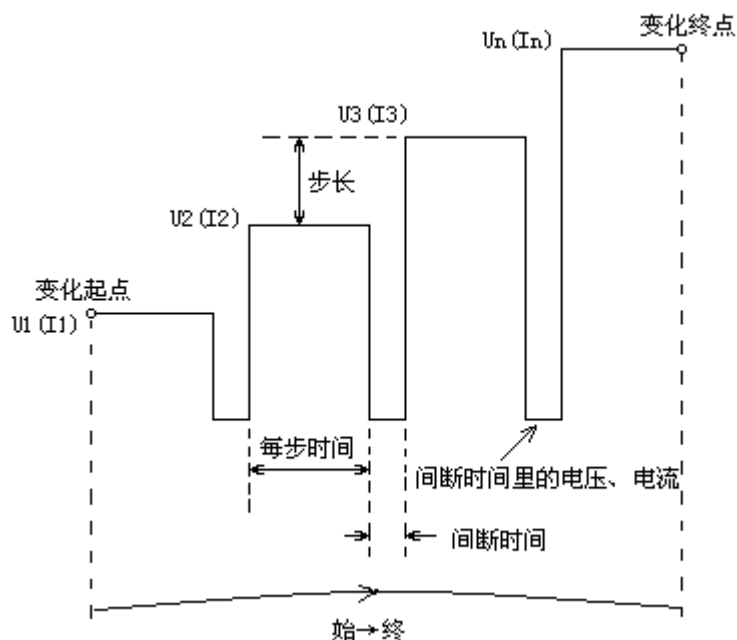 变化终点
Un(In)
U3(I3)
步长
U2(I2)
变化起点
U1(I1)
每步时间
间断时间里的电压、电流
间断时间
始→终